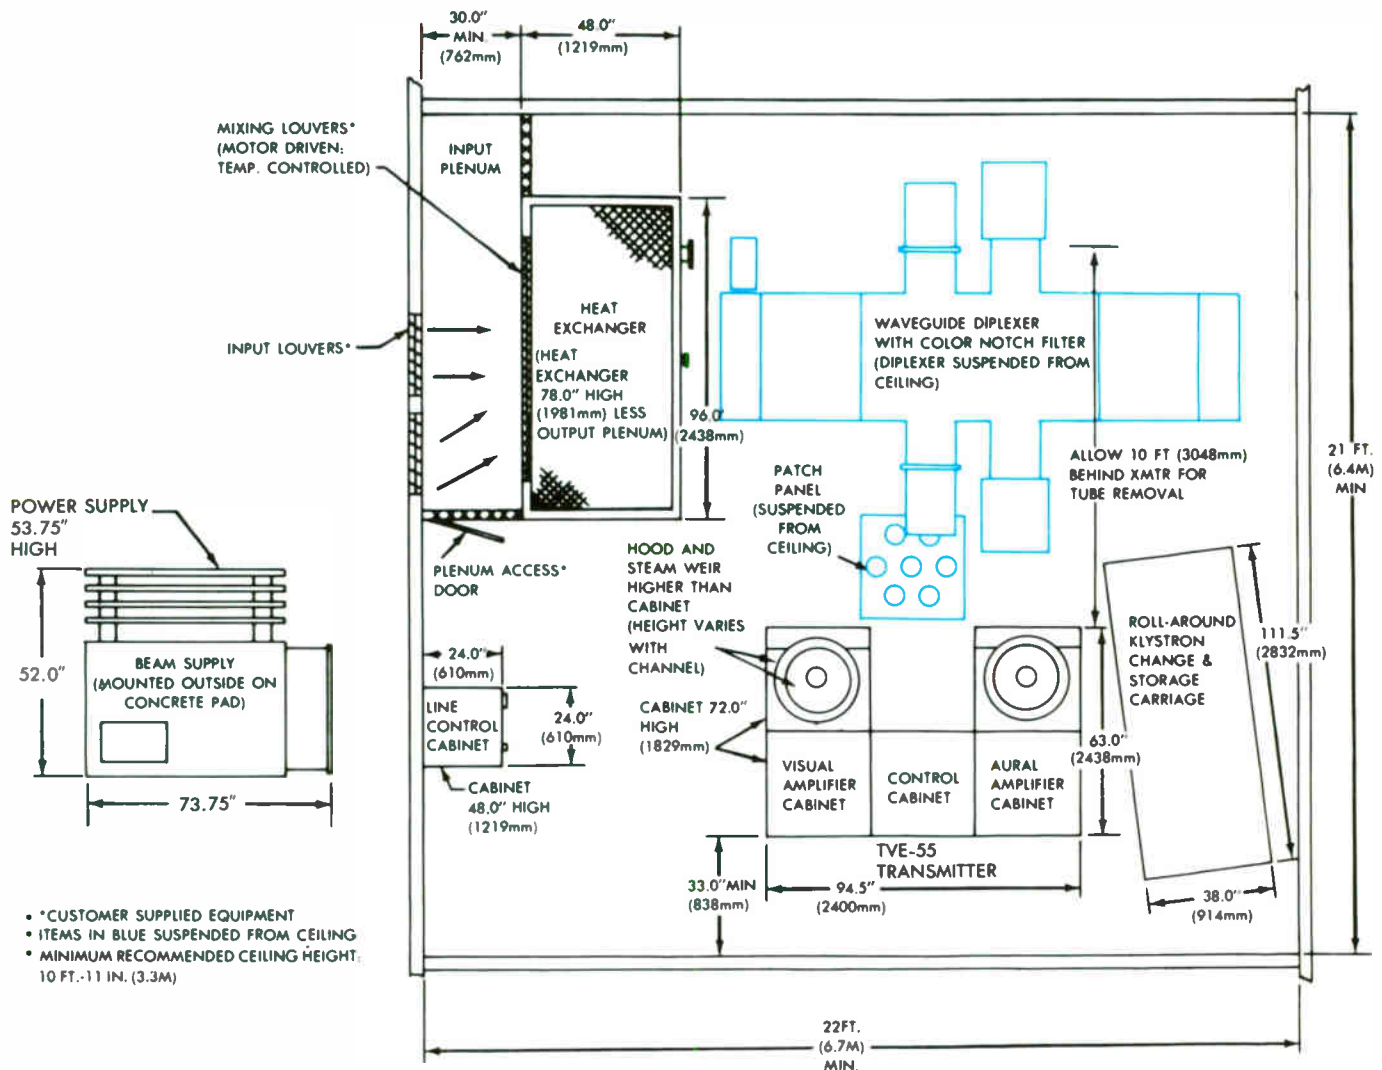 30.0"
MIN.
(762mm)
48.0"
(1219mm)
MIXING LOUVERS*
(MOTOR DRIVEN;
TEMP. CONTROLLED)
INPUT
PLENUM
INPUT LOUVERS*
HEAT
EXCHANGER
(HEAT
EXCHANGER
78.0" HIGH
(1981mm) LESS
OUTPUT PLENUM)
96.0"
(2438mm)
WAVEGUIDE DIPLEXER
WITH COLOR NOTCH FILTER
(DIPLEXER SUSPENDED FROM
CEILING)
ALLOW 10 FT (3048mm)
BEHIND XMTR FOR
TUBE REMOVAL
21 FT.
(6.4M)
MIN
PATCH
PANEL
(SUSPENDED
FROM
CEILING)
POWER SUPPLY
53.75"
HIGH
52.0"
BEAM SUPPLY
(MOUNTED OUTSIDE ON
CONCRETE PAD)
73.75"
PLENUM ACCESS*
DOOR
HOOD AND
STEAM WEIR
HIGHER THAN
CABINET
(HEIGHT VARIES
WITH
CHANNEL)
24.0"
(610mm)
LINE
CONTROL
CABINET
24.0"
(610mm)
CABINET
48.0" HIGH
(1219mm)
CABINET 72.0"
HIGH
(1829mm)
VISUAL
AMPLIFIER
CABINET
CONTROL
CABINET
AURAL
AMPLIFIER
CABINET
63.0"
(2438mm)
ROLL-AROUND
KLYSTRON
CHANGE &
STORAGE
CARRIAGE
111.5"
(2832mm)
38.0"
(914mm)
TVE-55
TRANSMITTER
33.0"MIN
(838mm)
94.5"
(2400mm)
• *CUSTOMER SUPPLIED EQUIPMENT
• ITEMS IN BLUE SUSPENDED FROM CEILING
• MINIMUM RECOMMENDED CEILING HEIGHT:
10 FT.-11 IN. (3.3M)
22FT.
(6.7M)
MIN.